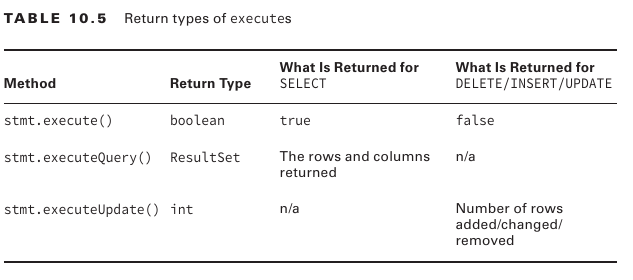 TABLE 10.5 Return types of executes
What Is Returned for What Is Returned for
Method Return Type SELECT DELETE/INSERT/UPDATE
stmt.execute() boolean true false
stmt.executeQuery() ResultSet The rows and columns n/a
returned
stmt.executeUpdate() int n/a Number of rows
added/changed/
removed